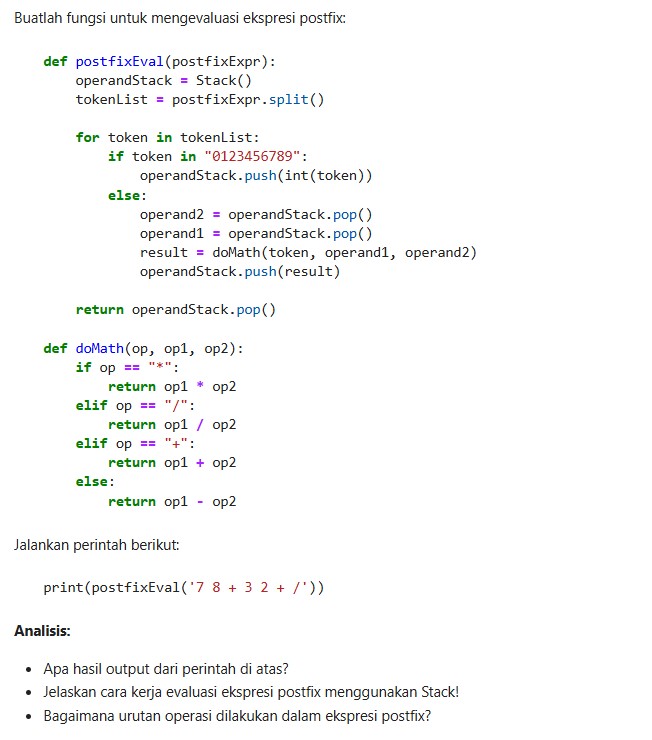 Buatlah fungsi untuk mengevaluasi ekspresi postfix:
def postfixEval(postfixExpr):
    operandStack = Stack()
    tokenList = postfixExpr.split()
    for token in tokenList:
        if token in "0123456789":
            operandStack.push(int(token))
        else:
            operand2 = operandStack.pop()
            operand1 = operandStack.pop()
            result = doMath(token, operand1, operand2)
            operandStack.push(result)
    return operandStack.pop()
def doMath(op, op1, op2):
    if op == "*":
        return op1 * op2
    elif op == "/":
        return op1 / op2
    elif op == "+":
        return op1 + op2
    else:
        return op1 - op2
Jalankan perintah berikut:
print(postfixEval('7 8 + 3 2 + /'))
Analisis:
• Apa hasil output dari perintah di atas?
• Jelaskan cara kerja evaluasi ekspresi postfix menggunakan Stack!
• Bagaimana urutan operasi dilakukan dalam ekspresi postfix?